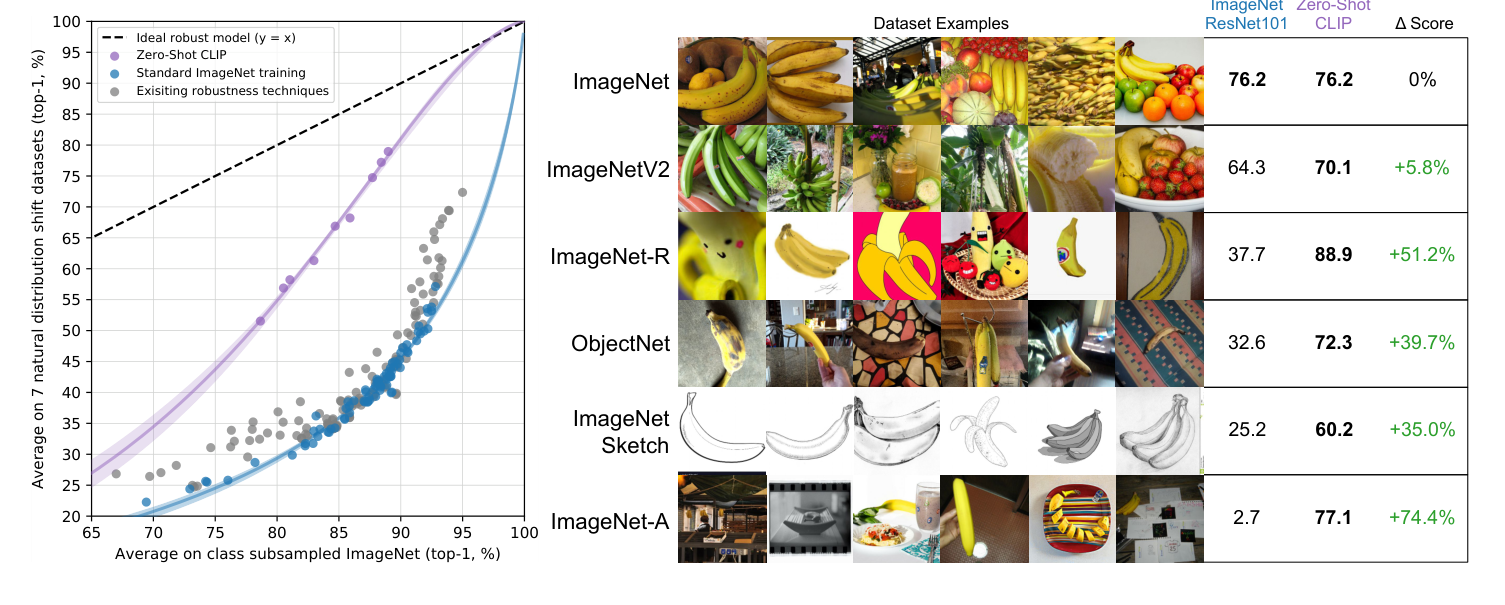 100
95
90
85
80
75
70
65
60
55
50
45
40
35
30
25
20
65
70
75
80
85
90
95
100
Average on 7 natural distribution shift datasets (top-1, %)
Average on class subsampled ImageNet (top-1, %)
Ideal robust model (y = x)
Zero-Shot CLIP
Standard ImageNet training
Exisiting robustness techniques
Dataset Examples
ImageNet
ResNet101
Zero-Shot
CLIP
Δ Score
ImageNet
76.2
76.2
0%
ImageNetV2
64.3
70.1
+5.8%
ImageNet-R
37.7
88.9
+51.2%
ObjectNet
32.6
72.3
+39.7%
ImageNet
Sketch
25.2
60.2
+35.0%
ImageNet-A
2.7
77.1
+74.4%